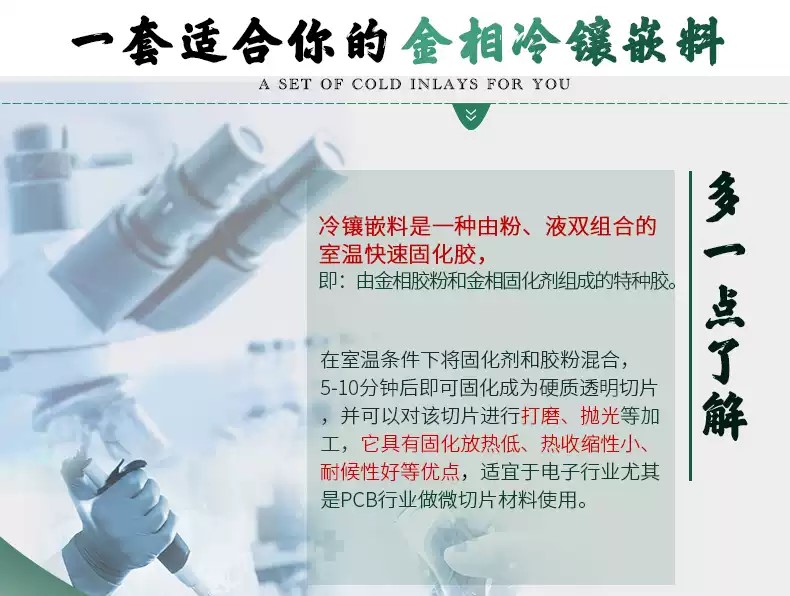 一套适合你的金相冷镶嵌料
A SET OF COLD INLAYS FOR YOU
多一点了解
冷镶嵌料是一种由粉、液双组合的
室温快速固化胶，
即：由金相胶粉和金相固化剂组成的特种胶。
在室温条件下将固化剂和胶粉混合，
5-10分钟后即可固化成为硬质透明切片
，并可以对该切片进行打磨、抛光等加
工，它具有固化放热低、热收缩性小、
耐候性好等优点，适宜于电子行业尤其
是PCB行业做微切片材料使用。